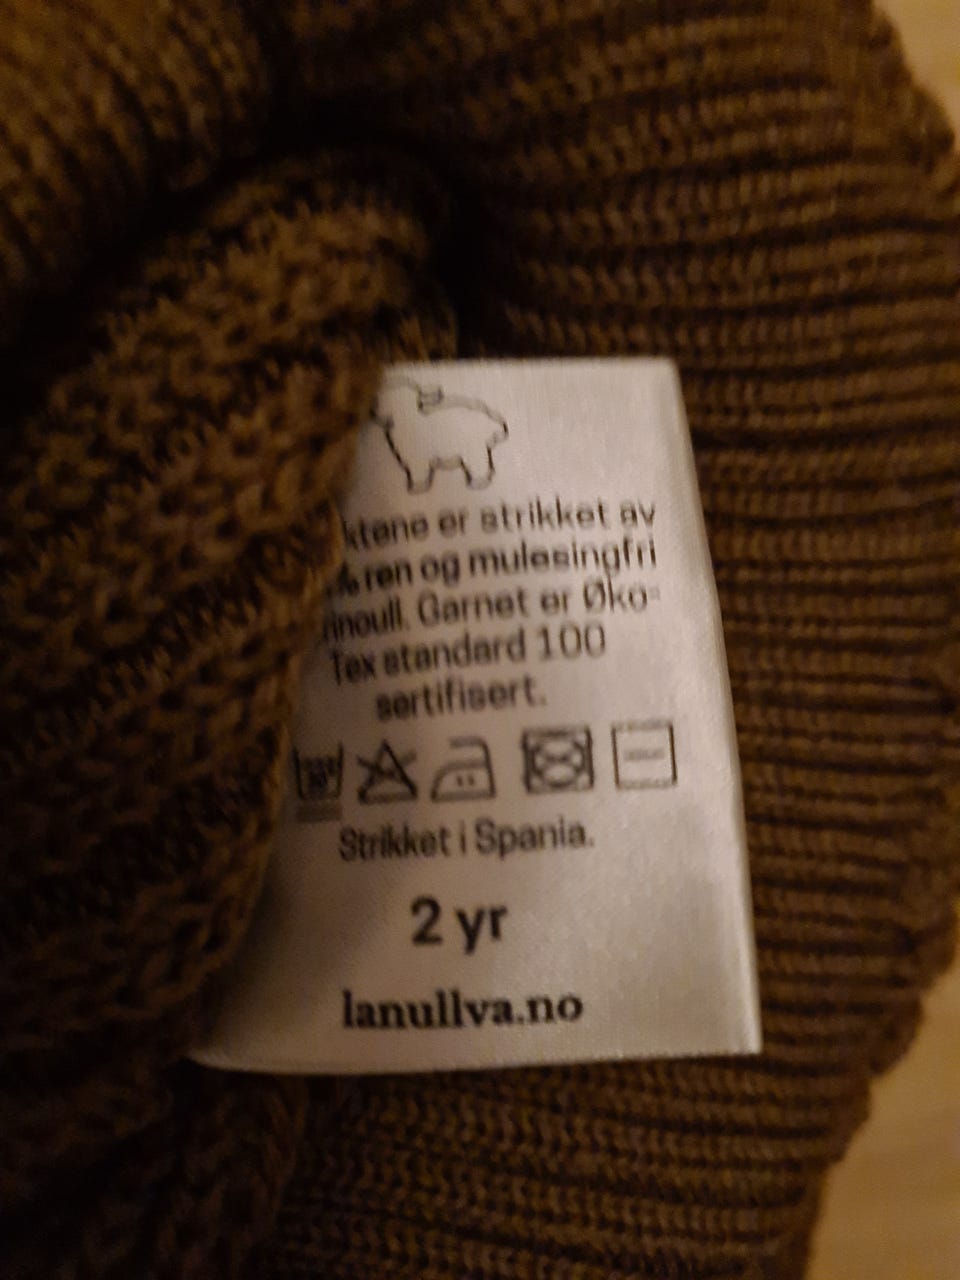 er strikket av
ren og mulesingfri
Garnet er Øko-
Tex standard 100
sertifisert.
30°
Strikket i Spania.
2 yr
lanullva.no